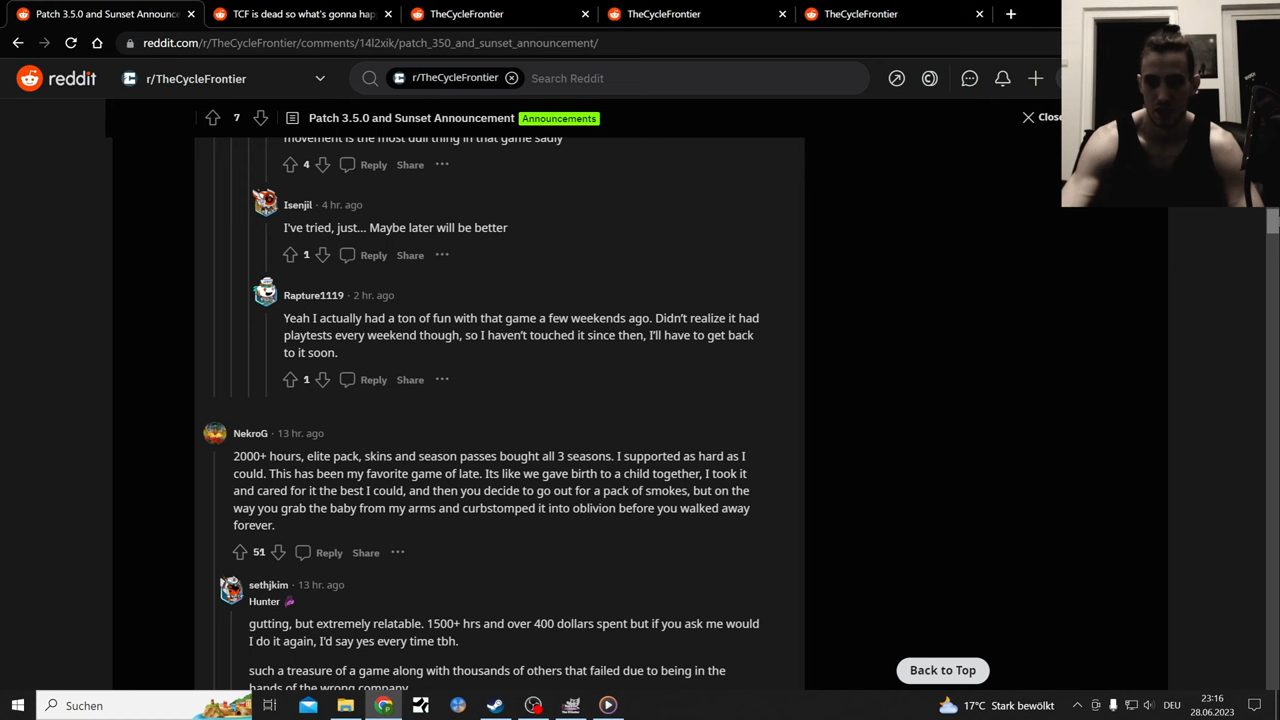 Patch 3.5.0 and Sunset Announce
TCF is dead so what's gonna hap
TheCycleFrontier
TheCycleFrontier
TheCycleFrontier
reddit.com/r/TheCycleFrontier/comments/14l2xik/patch_350_and_sunset_announcement/
reddit
r/TheCycleFrontier
r/TheCycleFrontier
Search Reddit
7
Patch 3.5.0 and Sunset Announcement
Announcements
Close
movement is the most dull thing in that game sadly
4 Reply Share
Isenjil · 4 hr. ago
I've tried, just... Maybe later will be better
1 Reply Share
Rapture1119 · 2 hr. ago
Yeah I actually had a ton of fun with that game a few weekends ago. Didn't realize it had
playtests every weekend though, so I haven't touched it since then, I'll have to get back
to it soon.
1 Reply Share
NekroG · 13 hr. ago
2000+ hours, elite pack, skins and season passes bought all 3 seasons. I supported as hard as I
could. This has been my favorite game of late. Its like we gave birth to a child together, I took it
and cared for it the best I could, and then you decide to go out for a pack of smokes, but on the
way you grab the baby from my arms and curbstomped it into oblivion before you walked away
forever.
51 Reply Share
sethjkim · 13 hr. ago
Hunter
gutting, but extremely relatable. 1500+ hrs and over 400 dollars spent but if you ask me would
I do it again, I'd say yes every time tbh.
such a treasure of a game along with thousands of others that failed due to being in the
hands of the wrong company
Back to Top
Suchen
17°C Stark bewölkt
DEU
23:16
28.06.2023